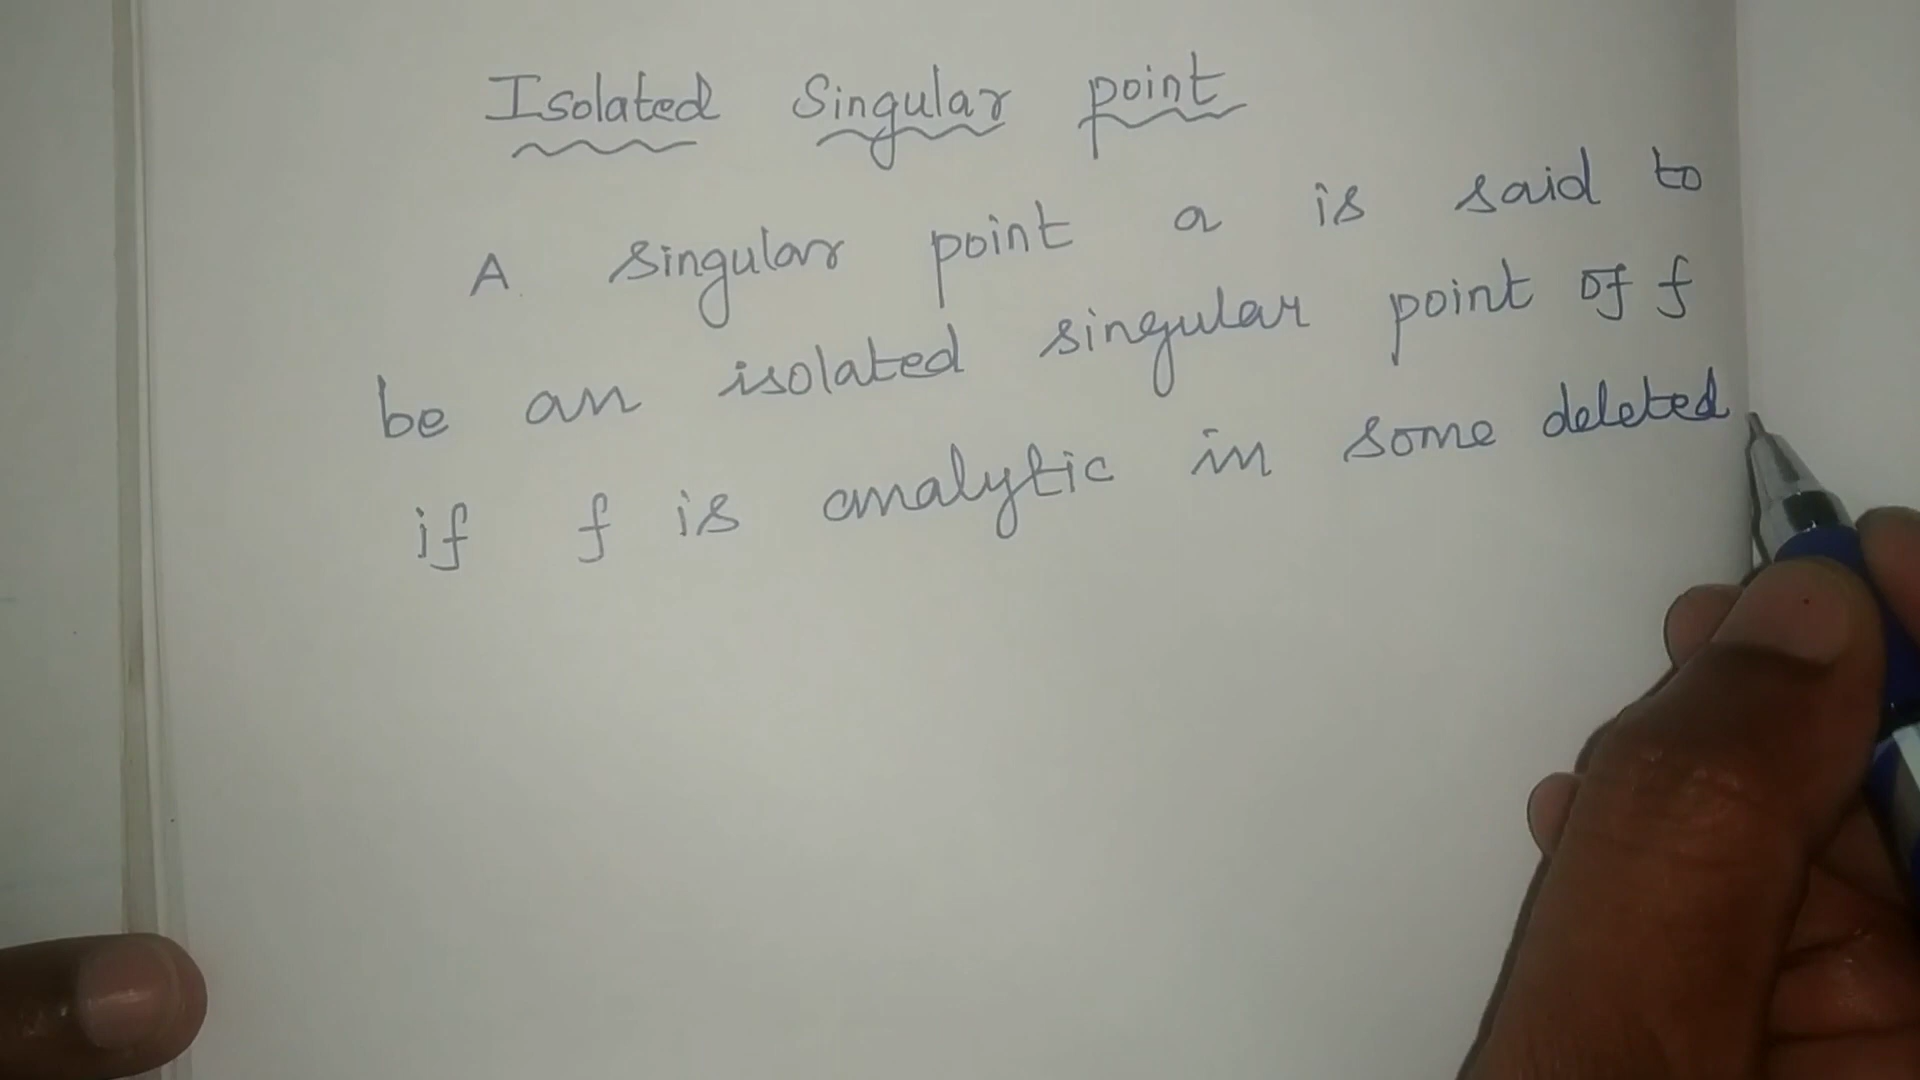 Isolated Singular point
A singular point a is said to
be an isolated singular point of f
if f is analytic in some deleted